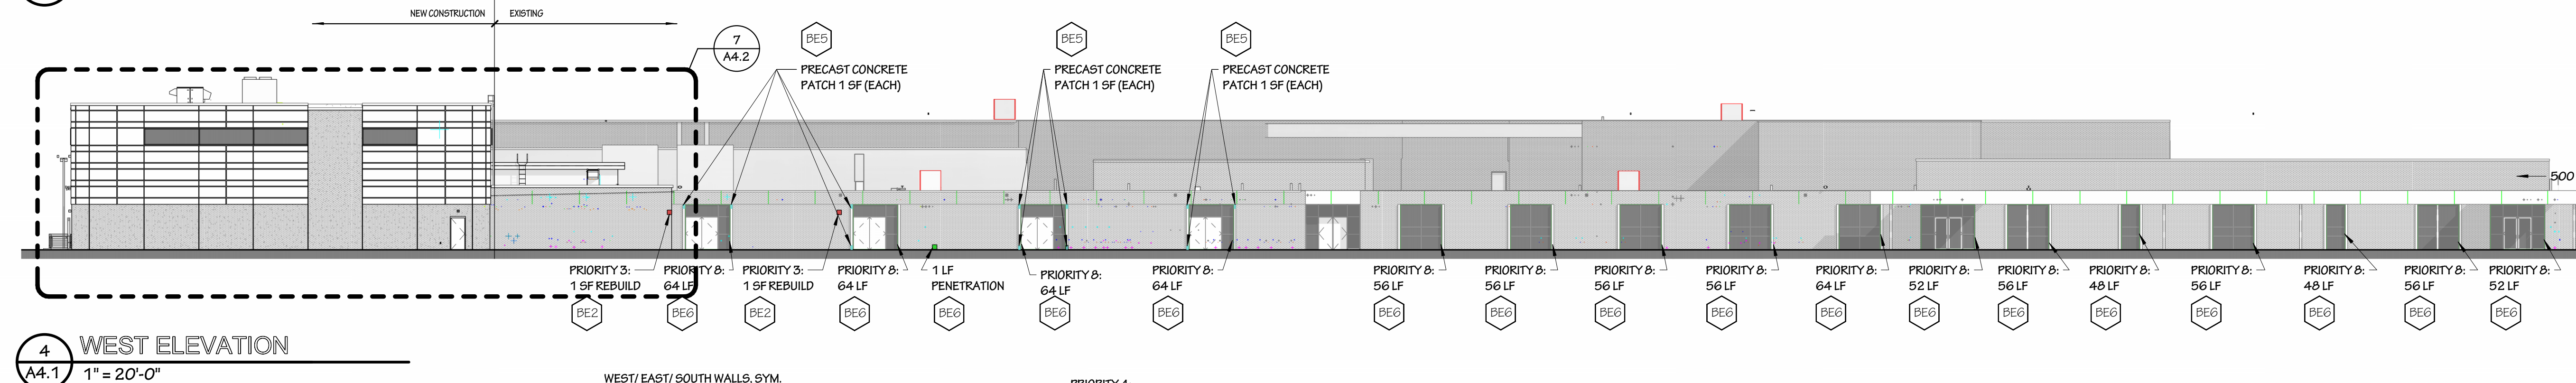 NEW CONSTRUCTION EXISTING
7
A4.2
BE5
PRECAST CONCRETE
PATCH 1 SF (EACH)
BE5
PRECAST CONCRETE
PATCH 1 SF (EACH)
BE5
PRECAST CONCRETE
PATCH 1 SF (EACH)
500
PRIORITY 3:
1 SF REBUILD
BE2
PRIORITY 8:
64 LF
BE6
PRIORITY 3:
1 SF REBUILD
BE2
PRIORITY 8:
64 LF
BE6
1 LF
PENETRATION
BE6
PRIORITY 8:
64 LF
BE6
PRIORITY 8:
64 LF
BE6
PRIORITY 8:
56 LF
BE6
PRIORITY 8:
56 LF
BE6
PRIORITY 8:
56 LF
BE6
PRIORITY 8:
56 LF
BE6
PRIORITY 8:
64 LF
BE6
PRIORITY 8:
52 LF
BE6
PRIORITY 8:
56 LF
BE6
PRIORITY 8:
48 LF
BE6
PRIORITY 8:
56 LF
BE6
PRIORITY 8:
48 LF
BE6
PRIORITY 8:
56 LF
BE6
PRIORITY 8:
52 LF
BE6
4
A4.1
WEST ELEVATION
1" = 20'-0"
WEST/ EAST/ SOUTH WALLS, SYM.
PRIORITY 4